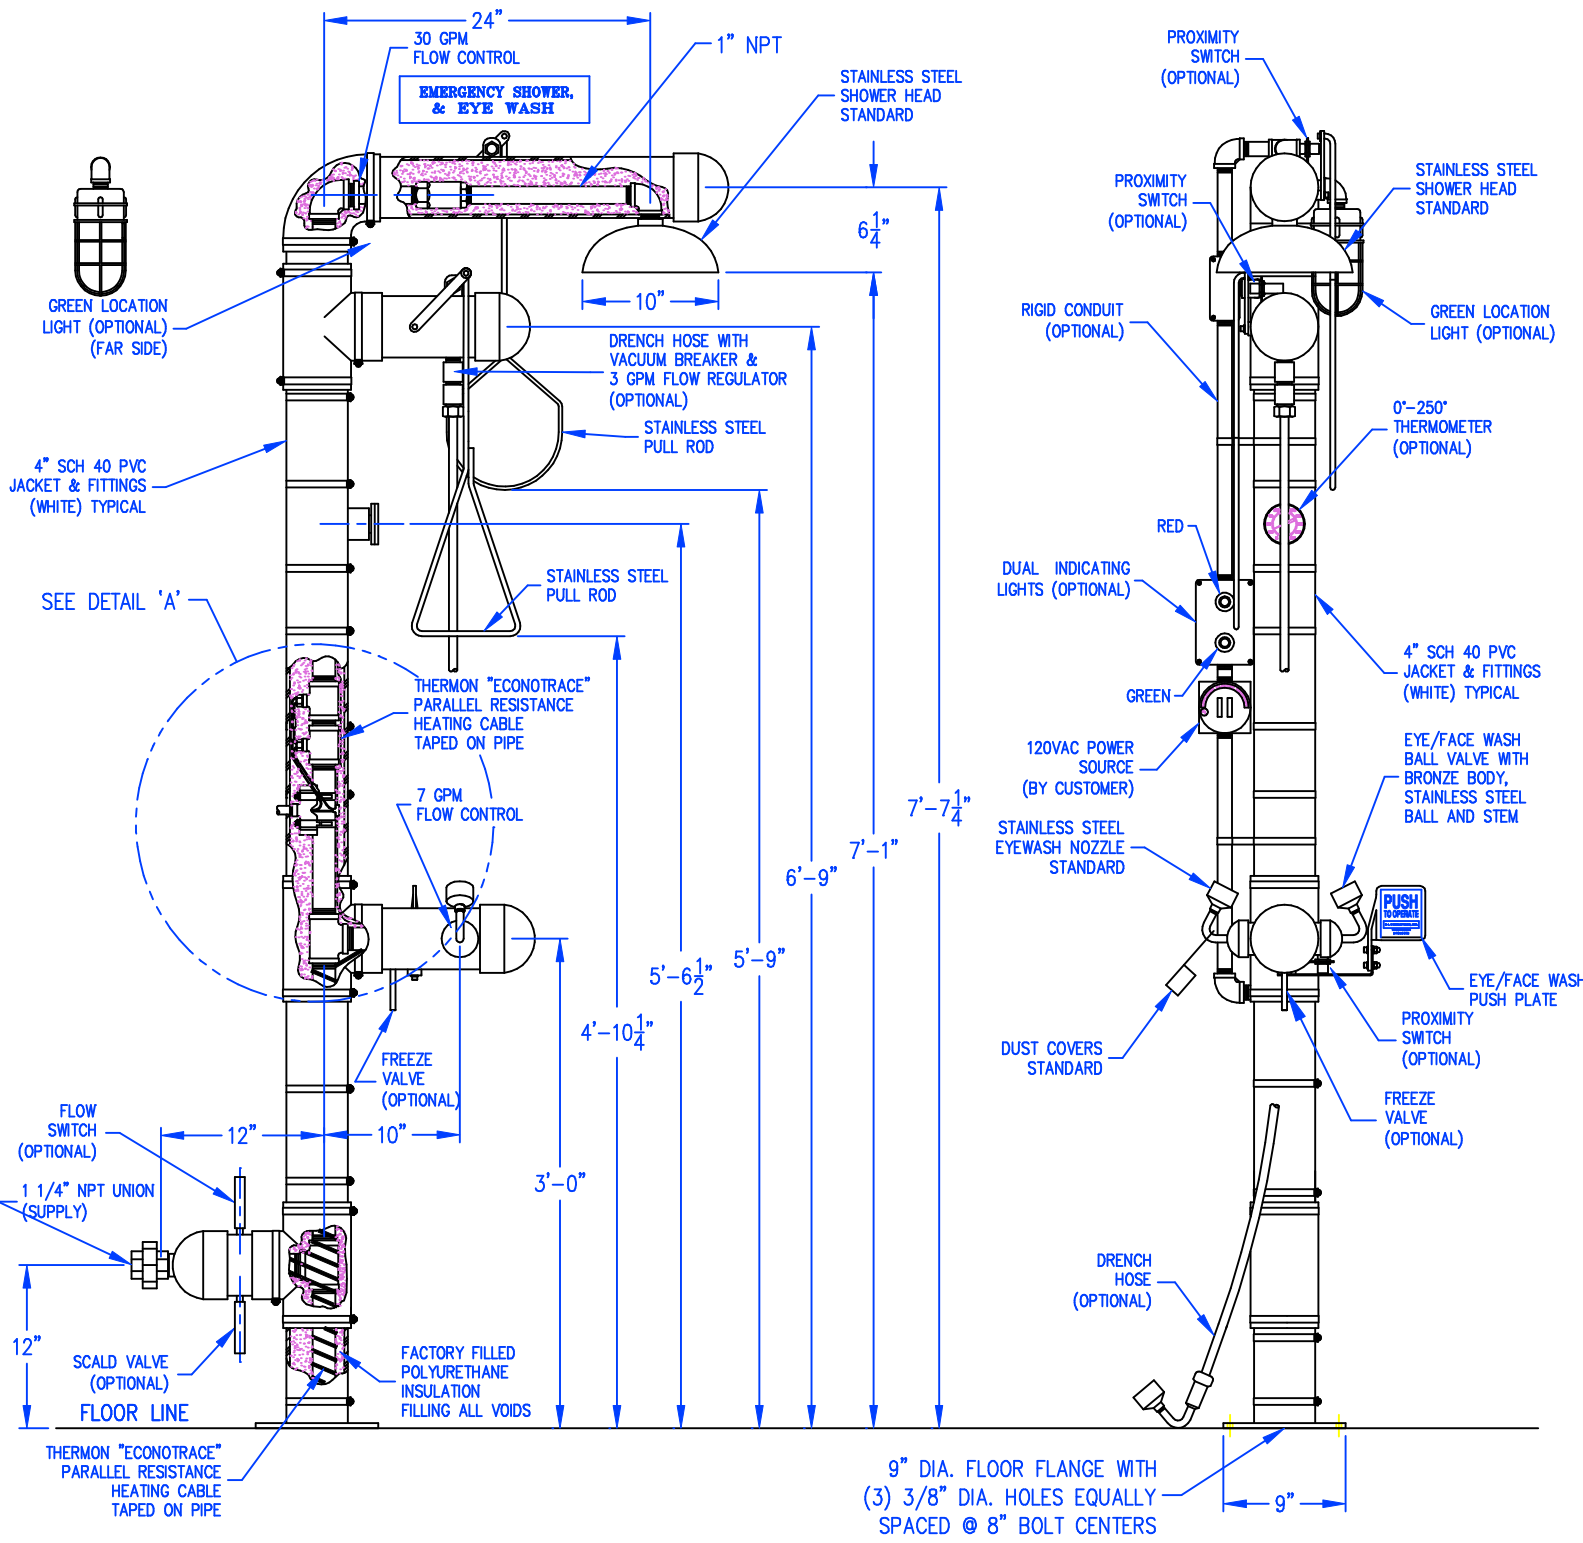 24"
30 GPM
FLOW CONTROL
1" NPT
EMERGENCY SHOWER,
& EYE WASH
STAINLESS STEEL
SHOWER HEAD
STANDARD
6 1/4"
10"
GREEN LOCATION
LIGHT (OPTIONAL)
(FAR SIDE)
DRENCH HOSE WITH
VACUUM BREAKER &
3 GPM FLOW REGULATOR
(OPTIONAL)
STAINLESS STEEL
PULL ROD
4" SCH 40 PVC
JACKET & FITTINGS
(WHITE) TYPICAL
STAINLESS STEEL
PULL ROD
SEE DETAIL 'A'
THERMON "ECONOTRACE"
PARALLEL RESISTANCE
HEATING CABLE
TAPED ON PIPE
7 GPM
FLOW CONTROL
7'-7 1/4"
7'-1"
6'-9"
5'-9"
5'-6 1/2"
4'-10 1/4"
3'-0"
FREEZE
VALVE
(OPTIONAL)
FLOW
SWITCH
(OPTIONAL)
12"
10"
1 1/4" NPT UNION
(SUPPLY)
12"
SCALD VALVE
(OPTIONAL)
FACTORY FILLED
POLYURETHANE
INSULATION
FILLING ALL VOIDS
FLOOR LINE
THERMON "ECONOTRACE"
PARALLEL RESISTANCE
HEATING CABLE
TAPED ON PIPE
PROXIMITY
SWITCH
(OPTIONAL)
PROXIMITY
SWITCH
(OPTIONAL)
STAINLESS STEEL
SHOWER HEAD
STANDARD
RIGID CONDUIT
(OPTIONAL)
GREEN LOCATION
LIGHT (OPTIONAL)
0°-250°
THERMOMETER
(OPTIONAL)
RED
DUAL INDICATING
LIGHTS (OPTIONAL)
GREEN
4" SCH 40 PVC
JACKET & FITTINGS
(WHITE) TYPICAL
120VAC POWER
SOURCE
(BY CUSTOMER)
EYE/FACE WASH
BALL VALVE WITH
BRONZE BODY,
STAINLESS STEEL
BALL AND STEM
STAINLESS STEEL
EYEWASH NOZZLE
STANDARD
PUSH
TO OPERATE
EYE/FACE WASH
PUSH PLATE
DUST COVERS
STANDARD
PROXIMITY
SWITCH
(OPTIONAL)
FREEZE
VALVE
(OPTIONAL)
DRENCH
HOSE
(OPTIONAL)
9" DIA. FLOOR FLANGE WITH
(3) 3/8" DIA. HOLES EQUALLY
SPACED @ 8" BOLT CENTERS
9"